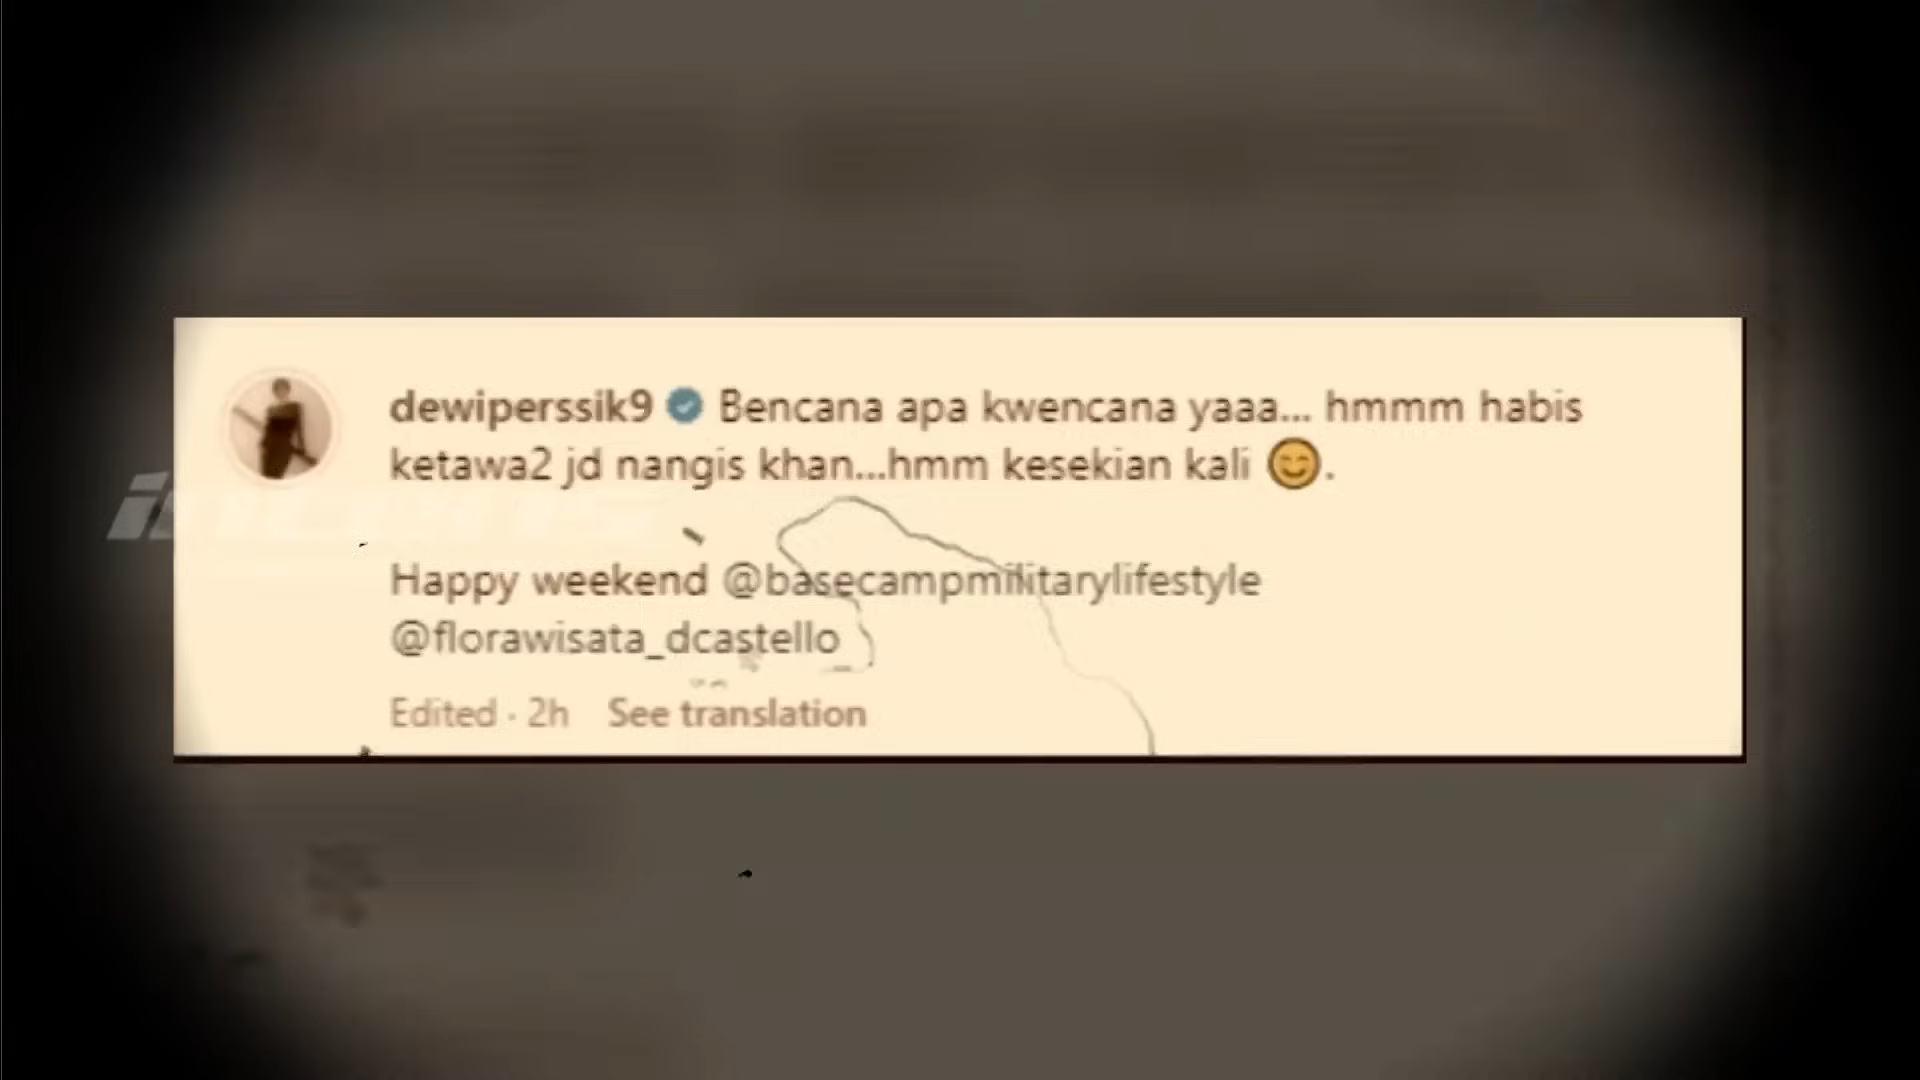 dewiperssik9 Bencana apa kwencana yaaa... hmmm habis
ketawa2 jd nangis khan...hmm kesekian kali 😊.
Happy weekend @basecampmilitarylifestyle
@florawisata_dcastello
Edited · 2h See translation